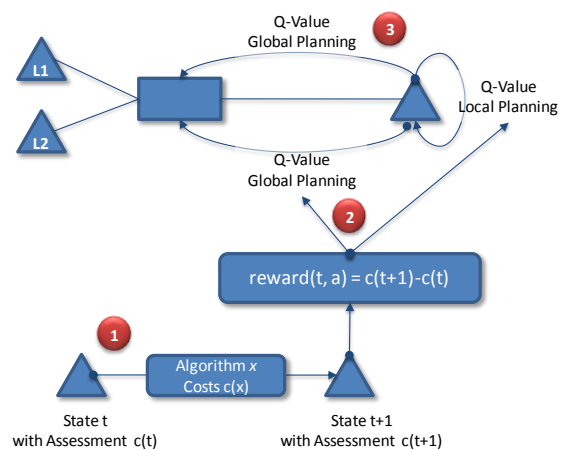 Q-Value
Global Planning
3
L1
L2
Q-Value
Local Planning
Q-Value
Global Planning
2
reward(t, a) = c(t+1)-c(t)
1
Algorithm x
Costs c(x)
State t
with Assessment c(t)
State t+1
with Assessment c(t+1)